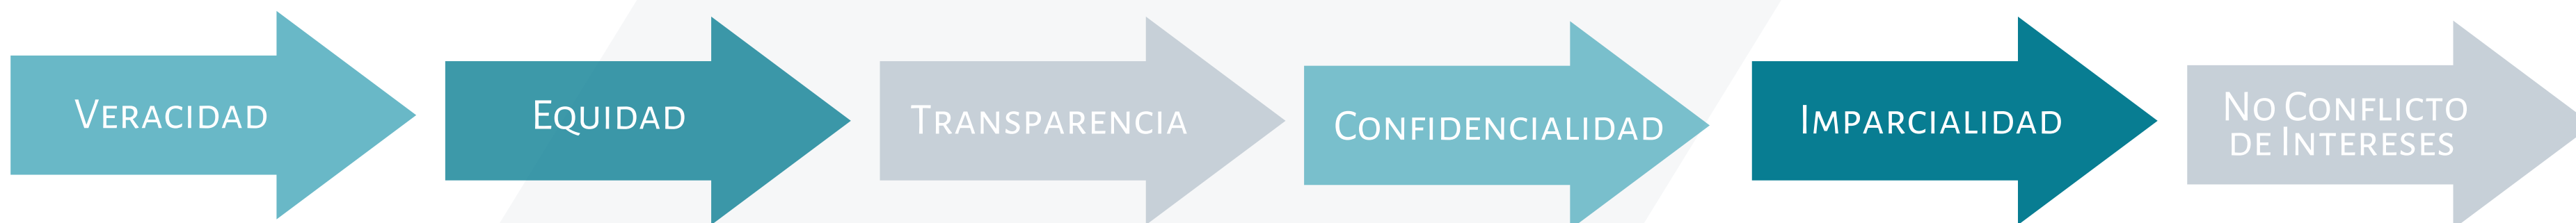 Veracidad
Equidad
Transparencia
Confidencialidad
Imparcialidad
No Conflicto
de Intereses